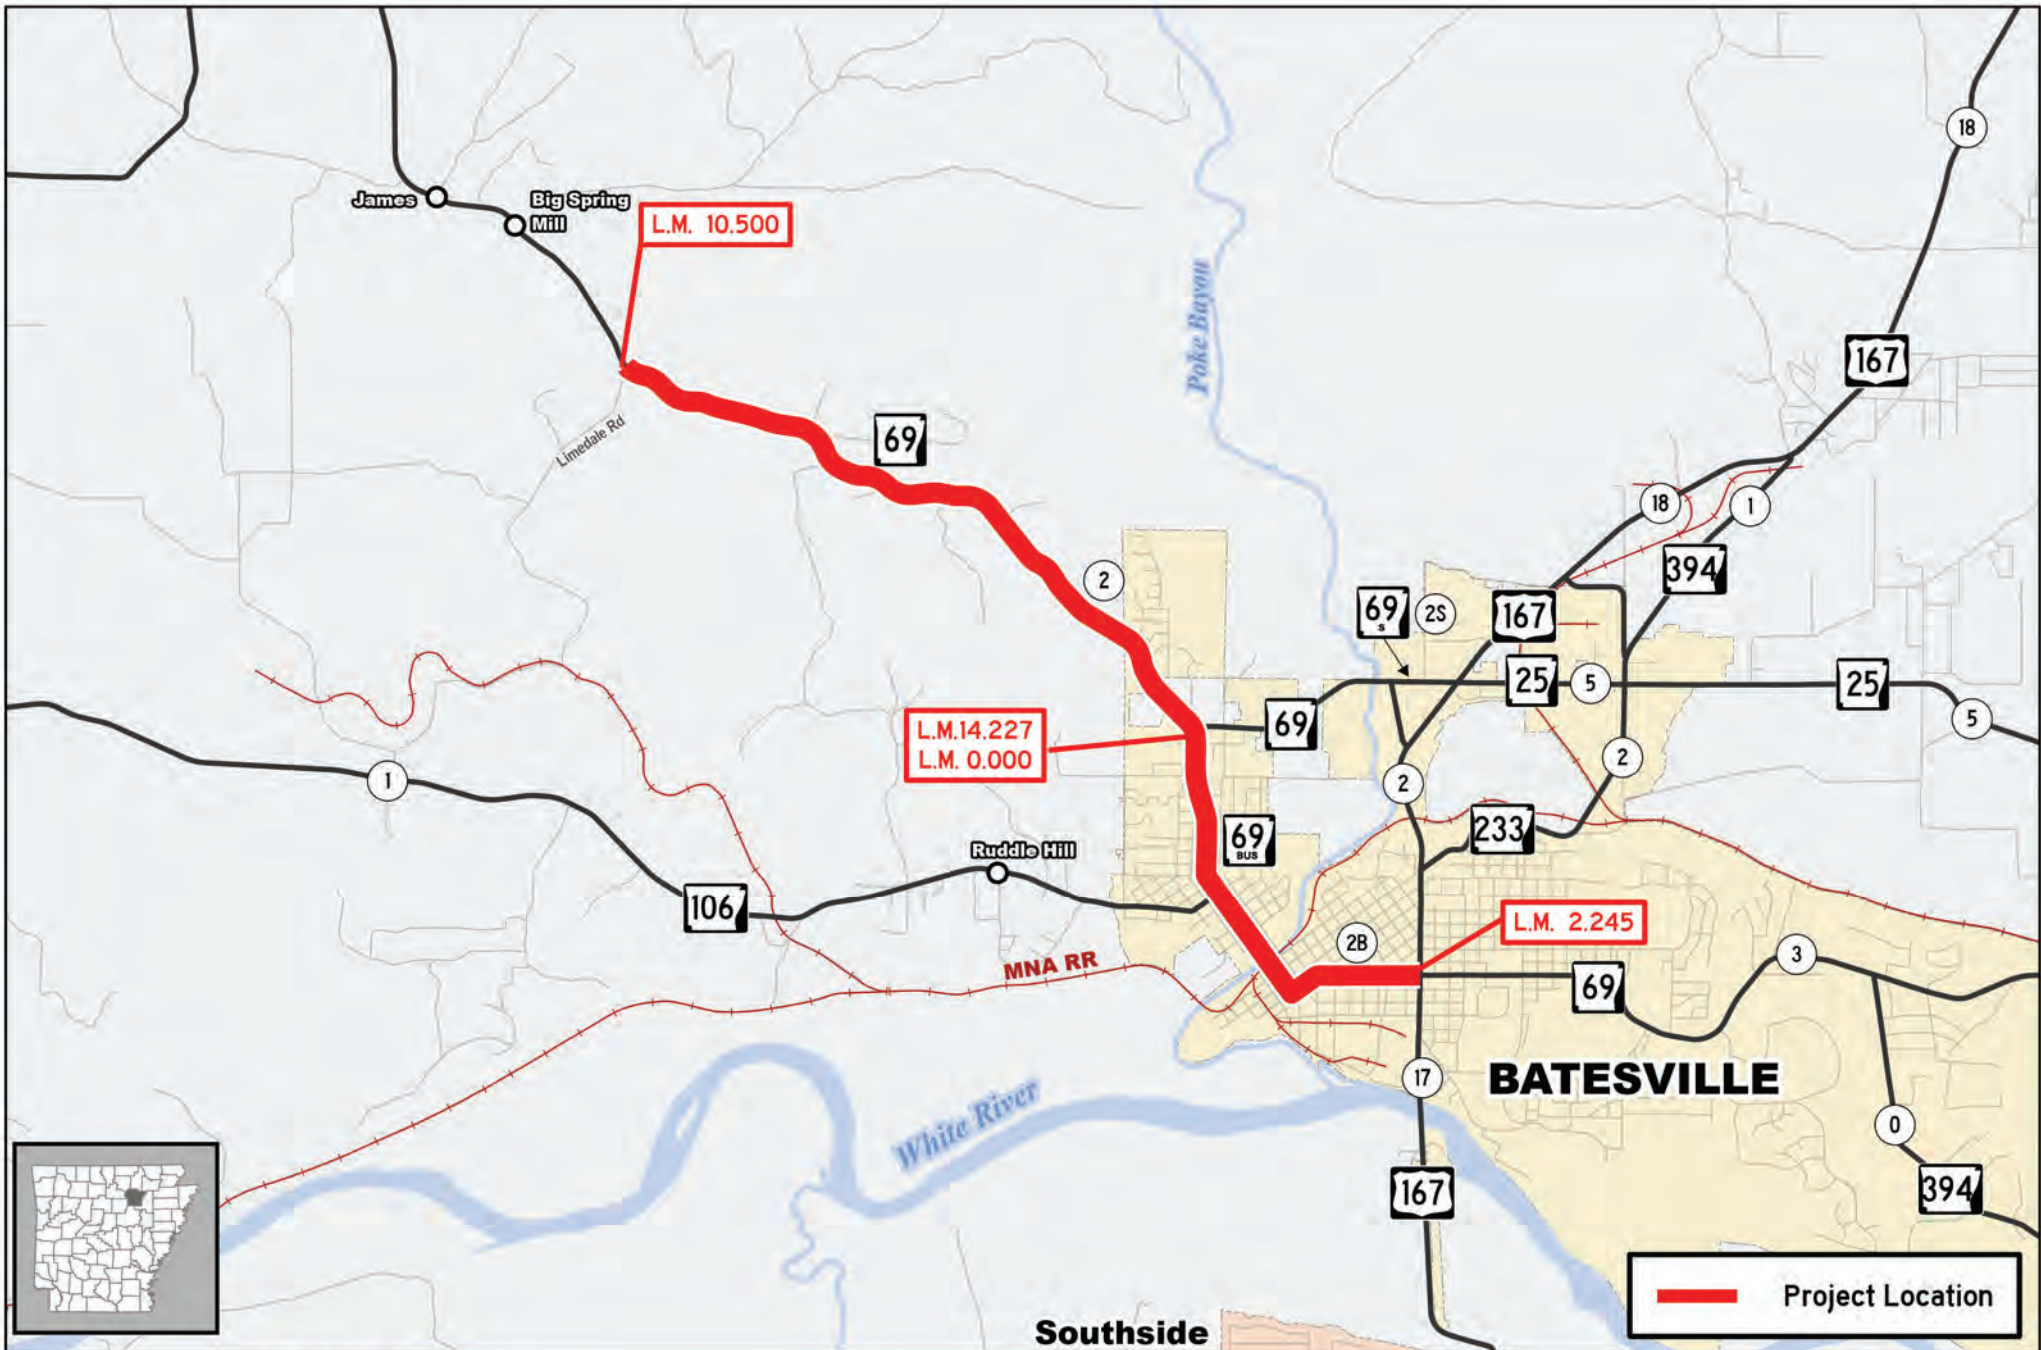 18
James
Big Spring
Mill
L.M. 10.500
Poke Bayou
167
Limedale Rd
69
18
1
394
2
69
S
2S
167
25
5
25
5
L.M.14.227
L.M. 0.000
69
1
2
2
69
BUS
233
Ruddle Hill
106
L.M. 2.245
2B
3
MNA RR
69
BATESVILLE
17
White River
0
167
394
Project Location
Southside